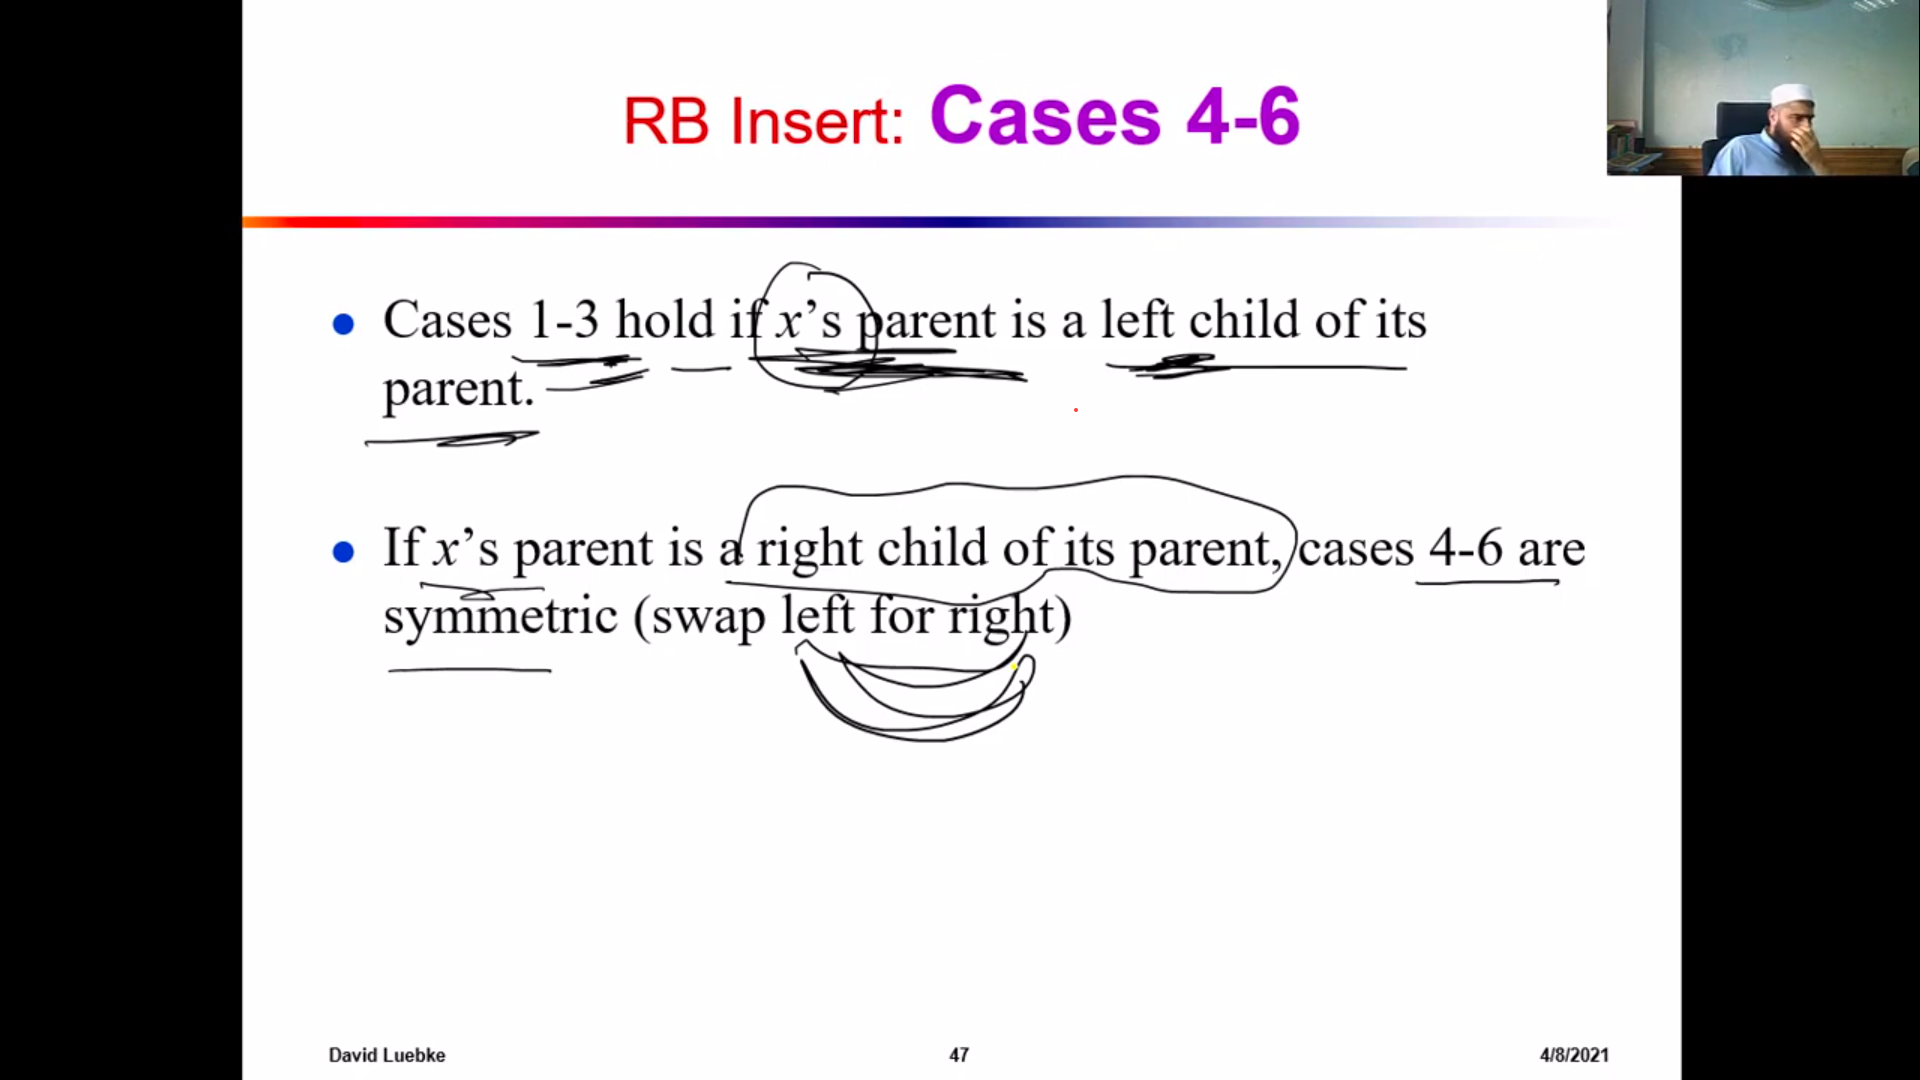 RB Insert: Cases 4-6
• Cases 1-3 hold if x’s parent is a left child of its
parent.
• If x’s parent is a right child of its parent, cases 4-6 are
symmetric (swap left for right)
David Luebke 47 4/8/2021